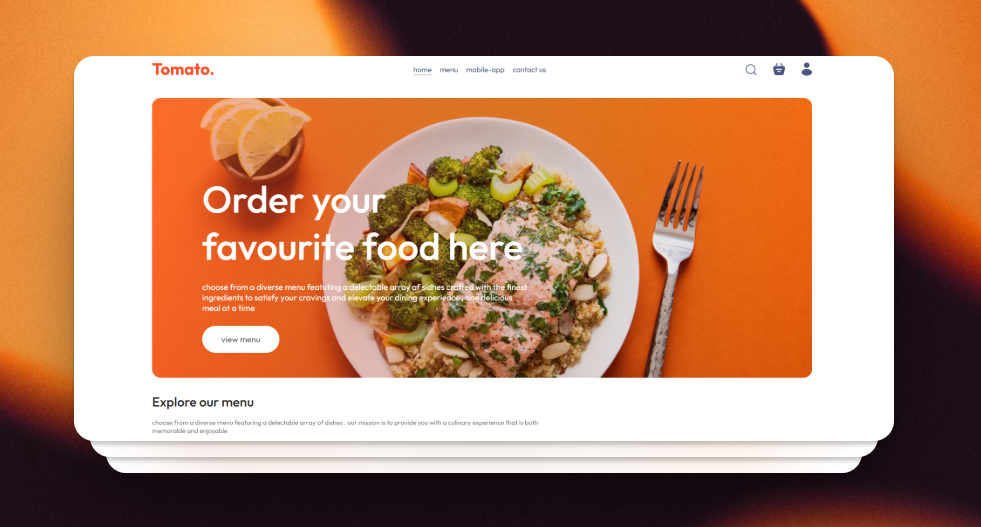 Tomato.
home menu mobile-app contact us
Order your
favourite food here
choose from a diverse menu featuting a delectable array of sidhes crafted with the finest
ingredients to satisfy your cravings and elevate your dining experience , one delicious
meal at a time
view menu
Explore our menu
choose from a diverse menu featuring a delectable array of dishes . our mission is to provide you with a culinary experience that is both
memorable and enjoyable